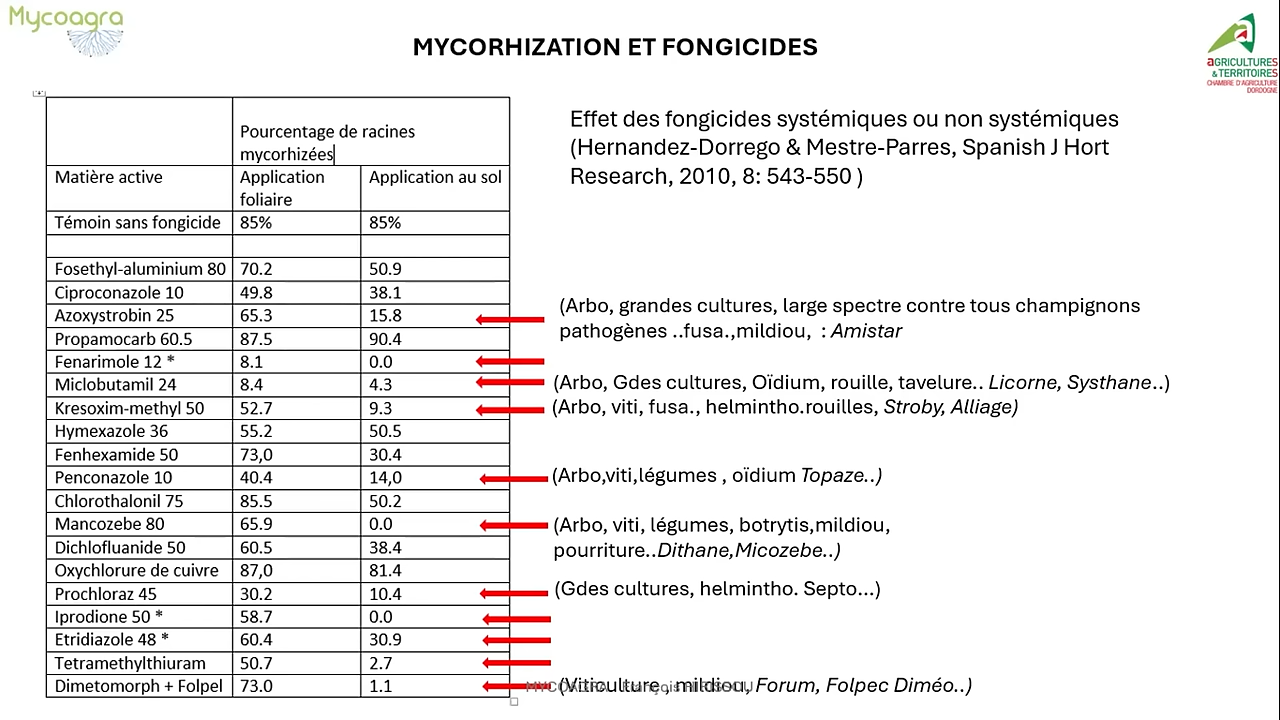 Mycoagra
MYCORHIZATION ET FONGICIDES
aGRICULTURES
& TERRITOIRES
CHAMBRE D'AGRICULTURE
DORDOGNE
Effet des fongicides systémiques ou non systémiques
(Hernandez-Dorrego & Mestre-Parres, Spanish J Hort
Research, 2010, 8: 543-550 )
Pourcentage de racines
mycorhizées
Matière active Application foliaire Application au sol
Témoin sans fongicide 85% 85%
Fosethyl-aluminium 80 70.2 50.9
Ciproconazole 10 49.8 38.1
Azoxystrobin 25 65.3 15.8
(Arbo, grandes cultures, large spectre contre tous champignons
pathogènes ..fusa.,mildiou, : Amistar
Propamocarb 60.5 87.5 90.4
Fenarimole 12 * 8.1 0.0
Miclobutamil 24 8.4 4.3 (Arbo, Gdes cultures, Oïdium, rouille, tavelure.. Licorne, Systhane..)
Kresoxim-methyl 50 52.7 9.3 (Arbo, viti, fusa., helmintho.rouilles, Stroby, Alliage)
Hymexazole 36 55.2 50.5
Fenhexamide 50 73,0 30.4
Penconazole 10 40.4 14,0 (Arbo,viti,légumes , oïdium Topaze..)
Chlorothalonil 75 85.5 50.2
Mancozebe 80 65.9 0.0 (Arbo, viti, légumes, botrytis,mildiou,
pourriture..Dithane,Micozebe..)
Dichlofluanide 50 60.5 38.4
Oxychlorure de cuivre 87,0 81.4
Prochloraz 45 30.2 10.4 (Gdes cultures, helmintho. Septo...)
Iprodione 50 * 58.7 0.0
Etridiazole 48 * 60.4 30.9
Tetramethylthiuram 50.7 2.7
Dimetomorph + Folpel 73.0 1.1 (Viticulture , mildiou, Forum, Folpec Diméo..)